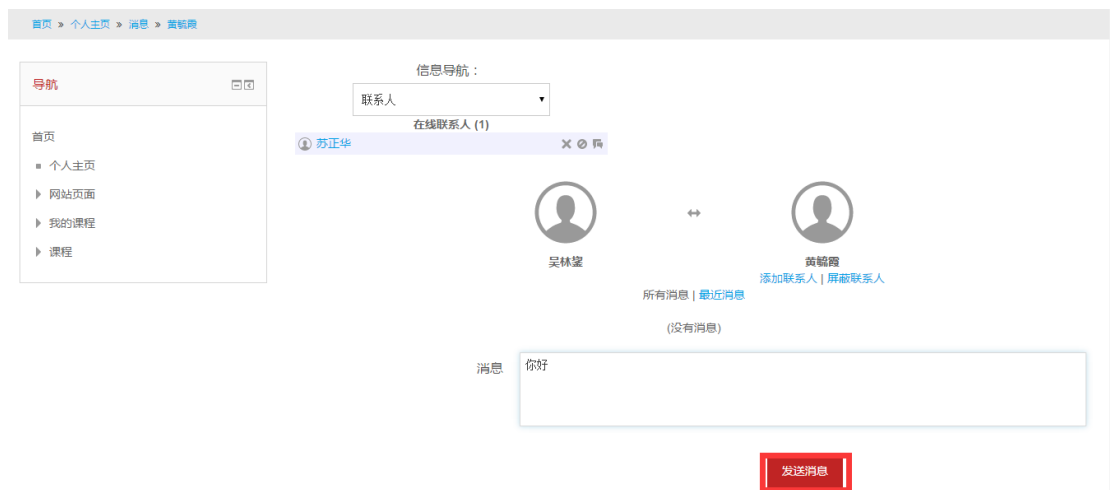 首页 » 个人主页 » 消息 » 黄毓霞
导航
首页
个人主页
网站页面
我的课程
课程
信息导航：
联系人
在线联系人 (1)
苏正华
吴林鋆
黄毓霞
添加联系人 | 屏蔽联系人
所有消息 | 最近消息
(没有消息)
消息
你好
发送消息